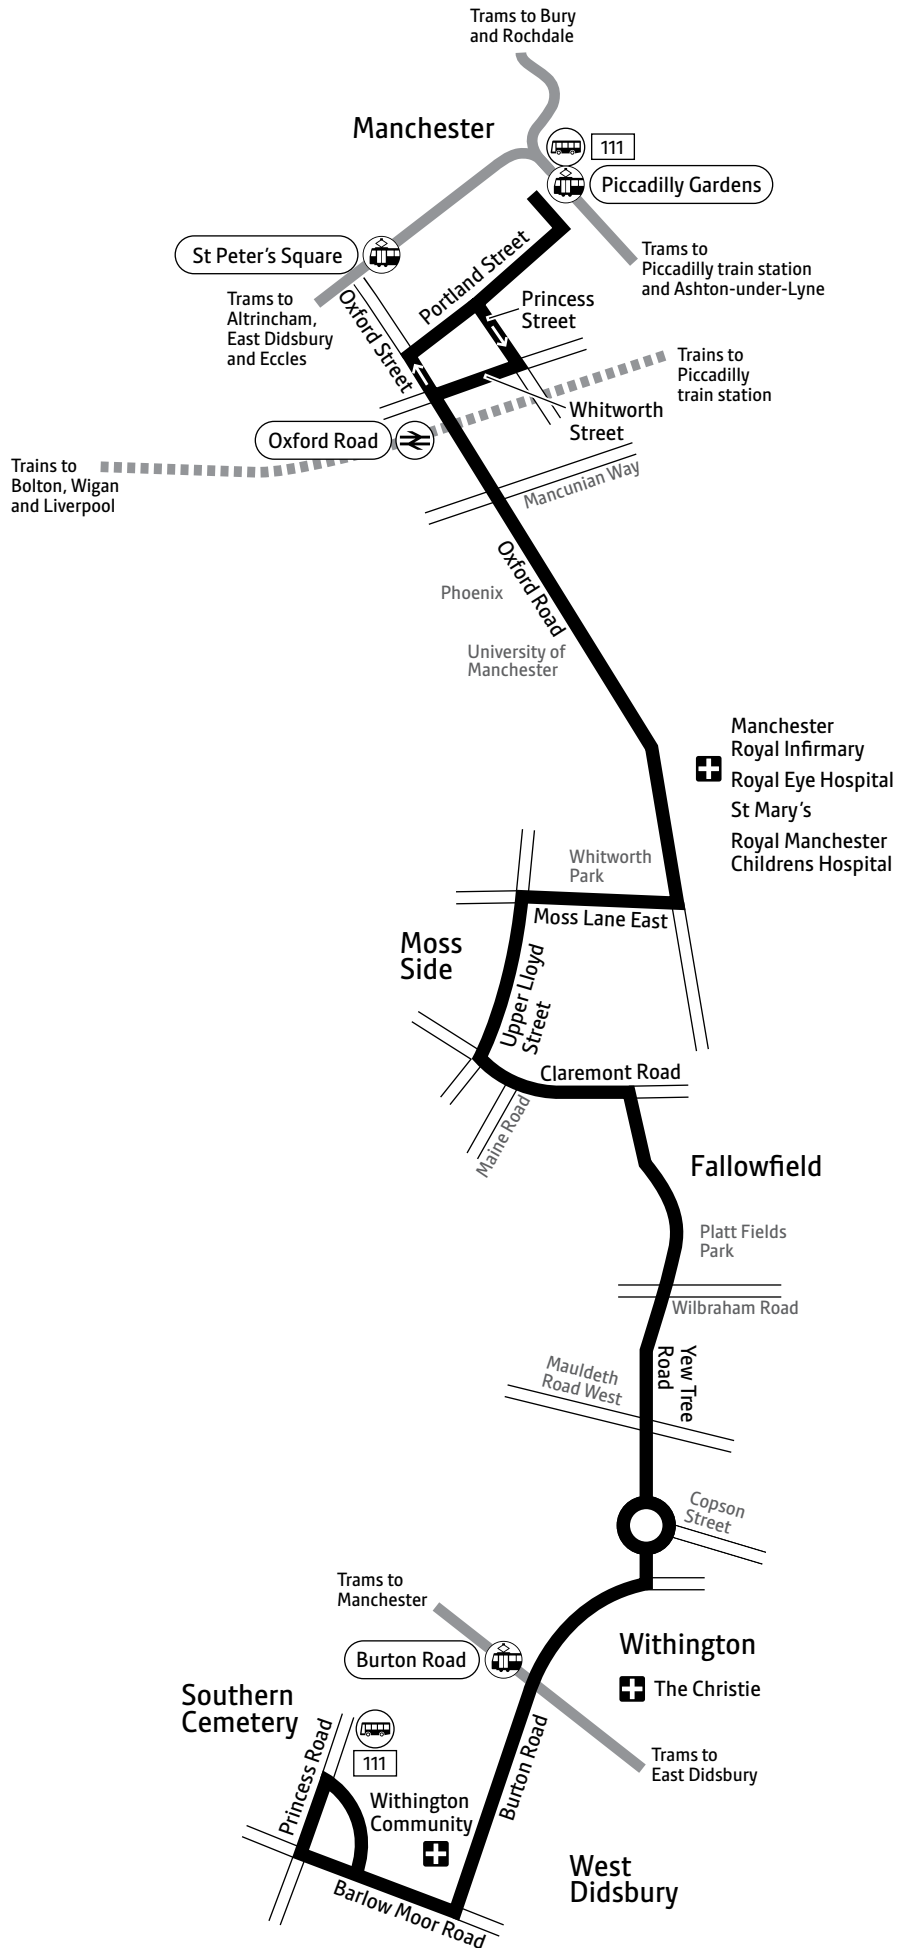 Trams to Bury
and Rochdale
Manchester
111
Piccadilly Gardens
St Peter's Square
Trams to
Piccadilly train station
and Ashton-under-Lyne
Portland Street
Princess
Street
Trams to
Altrincham,
East Didsbury
and Eccles
Oxford Street
Trains to
Piccadilly
train station
Whitworth
Street
Oxford Road
Trains to
Bolton, Wigan
and Liverpool
Mancunian Way
Oxford Road
Phoenix
University of
Manchester
Manchester
Royal Infirmary
Royal Eye Hospital
St Mary's
Royal Manchester
Childrens Hospital
Whitworth
Park
Moss Lane East
Moss
Side
Upper Lloyd
Street
Claremont Road
Maine Road
Fallowfield
Platt Fields
Park
Wilbraham Road
Yew Tree
Road
Mauldeth
Road West
Copson
Street
Trams to
Manchester
Burton Road
Withington
The Christie
Southern
Cemetery
Princess Road
111
Burton Road
Trams to
East Didsbury
Withington
Community
West
Didsbury
Barlow Moor Road